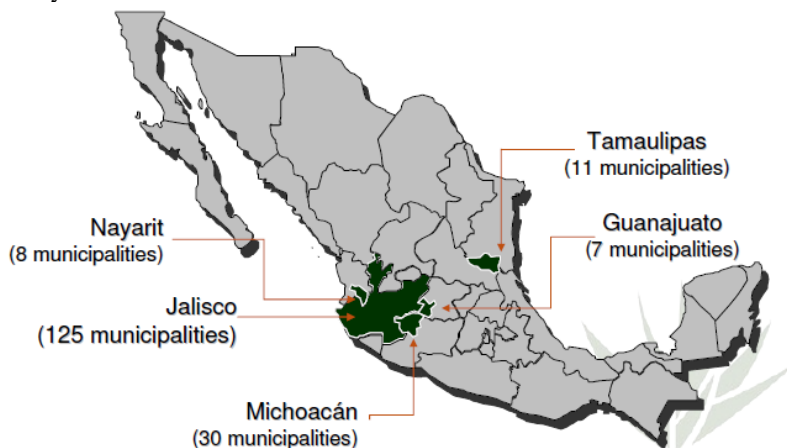 Tamaulipas
(11 municipalities)
Guanajuato
(7 municipalities)
Nayarit
(8 municipalities)
Jalisco
(125 municipalities)
Michoacán
(30 municipalities)